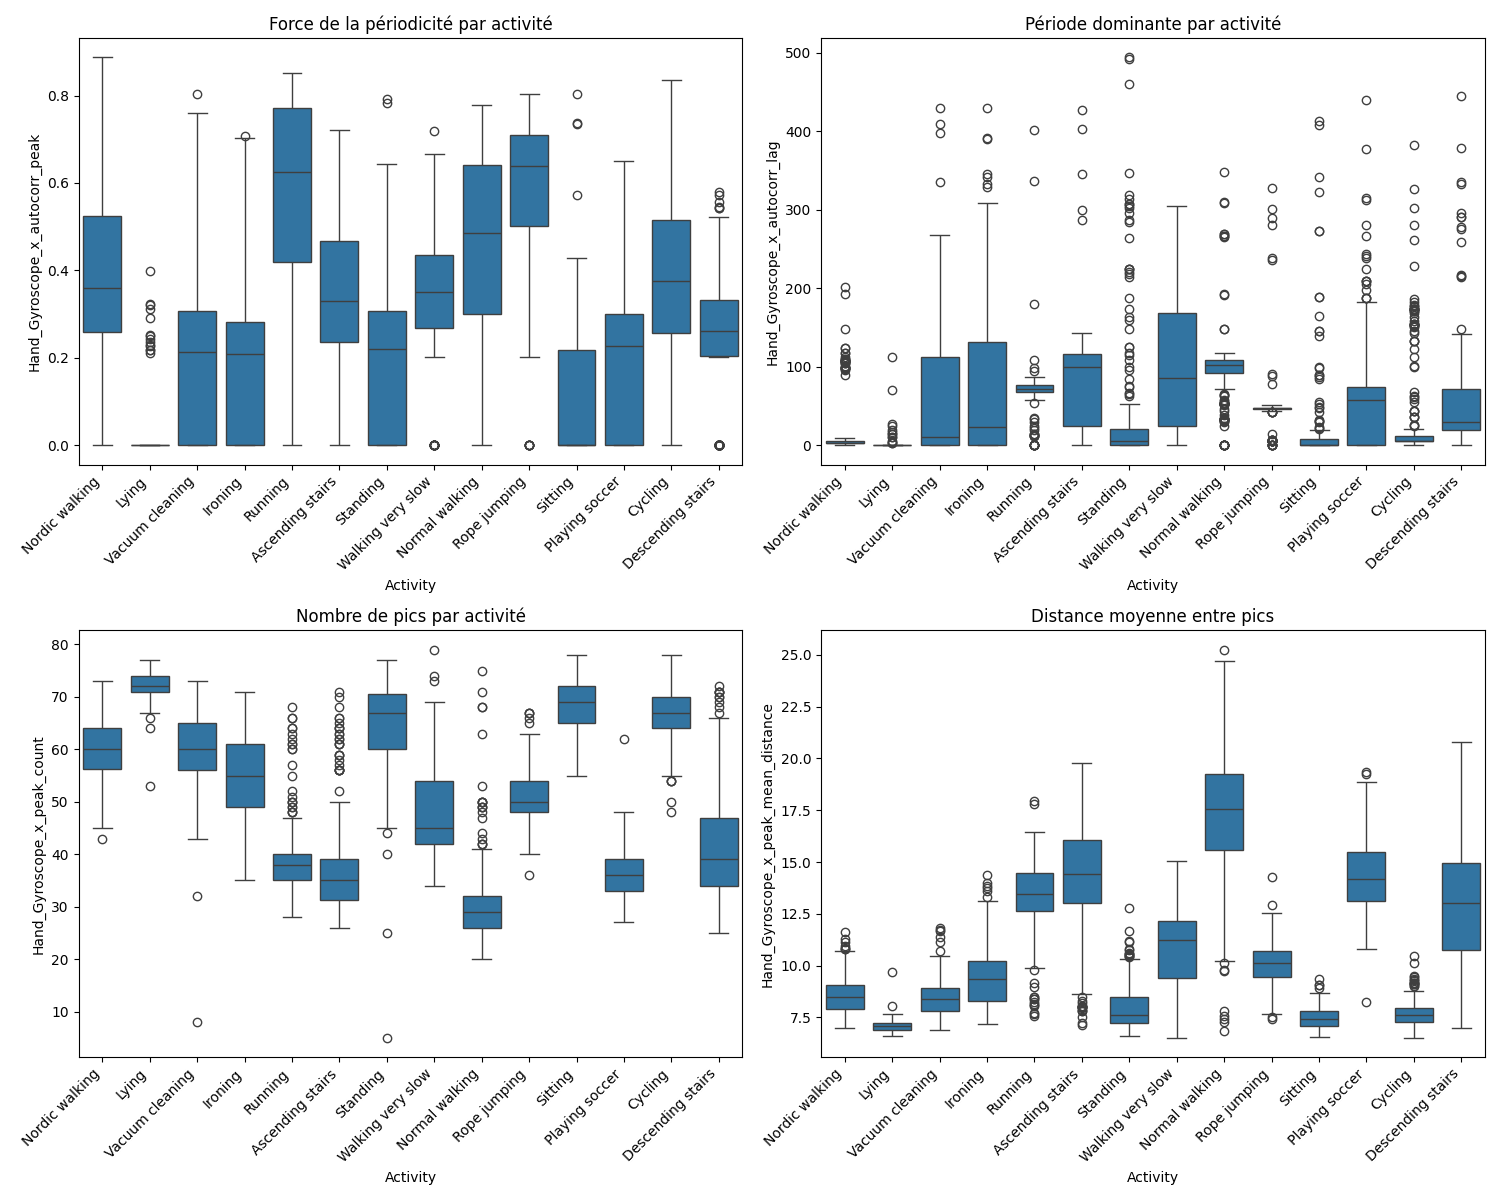 Force de la périodicité par activité
Hand_Gyroscope_x_autocorr_peak
0.8
0.6
0.4
0.2
0.0
Nordic walking
Lying
Vacuum cleaning
Ironing
Running
Ascending stairs
Standing
Walking very slow
Normal walking
Rope jumping
Sitting
Playing soccer
Cycling
Descending stairs
Activity
Période dominante par activité
Hand_Gyroscope_x_autocorr_lag
500
400
300
200
100
0
Nordic walking
Lying
Vacuum cleaning
Ironing
Running
Ascending stairs
Standing
Walking very slow
Normal walking
Rope jumping
Sitting
Playing soccer
Cycling
Descending stairs
Activity
Nombre de pics par activité
Hand_Gyroscope_x_peak_count
80
70
60
50
40
30
20
10
Nordic walking
Lying
Vacuum cleaning
Ironing
Running
Ascending stairs
Standing
Walking very slow
Normal walking
Rope jumping
Sitting
Playing soccer
Cycling
Descending stairs
Activity
Distance moyenne entre pics
Hand_Gyroscope_x_peak_mean_distance
25.0
22.5
20.0
17.5
15.0
12.5
10.0
7.5
Nordic walking
Lying
Vacuum cleaning
Ironing
Running
Ascending stairs
Standing
Walking very slow
Normal walking
Rope jumping
Sitting
Playing soccer
Cycling
Descending stairs
Activity